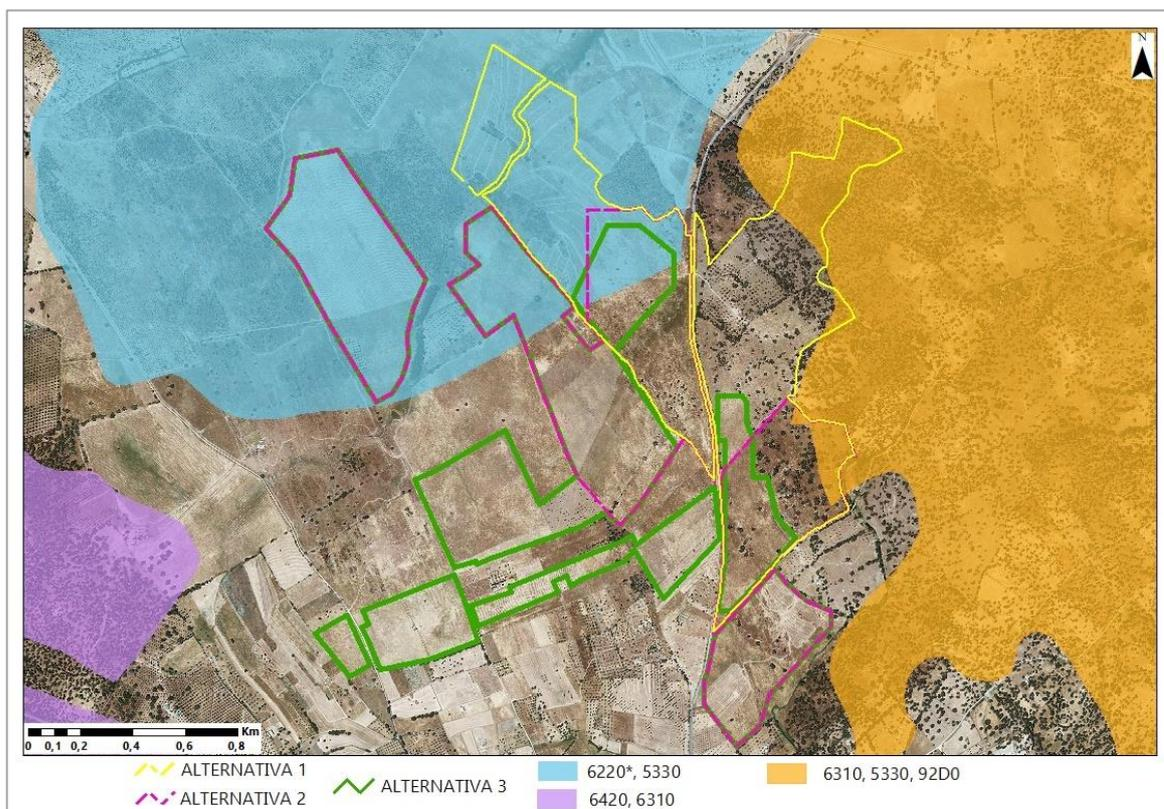 N
Km
0 0,1 0,2 0,4 0,6 0,8
ALTERNATIVA 1
ALTERNATIVA 2
ALTERNATIVA 3
6220*, 5330
6420, 6310
6310, 5330, 92D0